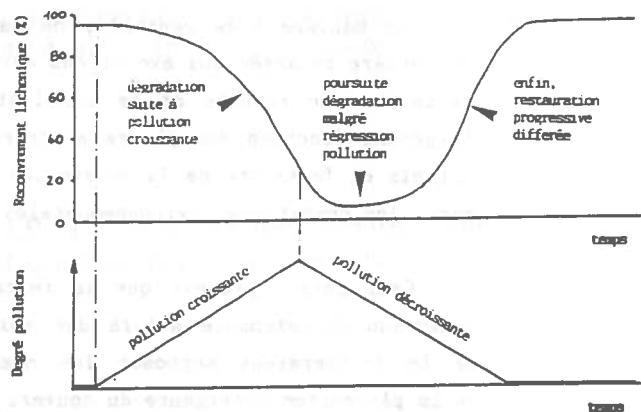 Recouvrement lichénique (%)
100
80
60
40
20
0
dégradation
suite à
pollution
croissante
poursuite
dégradation
malgré
régression
pollution
enfin,
restauration
progressive
différée
temps
Degré pollution
pollution croissante
pollution décroissante
temps